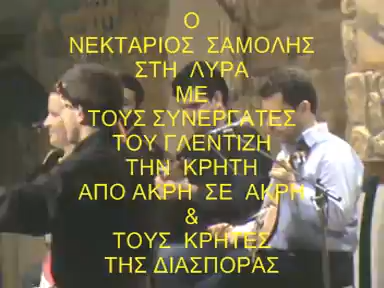 Ο
ΝΕΚΤΑΡΙΟΣ ΣΑΜΟΛΗΣ
ΣΤΗ ΛΥΡΑ
ΜΕ
ΤΟΥΣ ΣΥΝΕΡΓΑΤΕΣ
ΤΟΥ ΓΛΕΝΤΙΖΗ
ΤΗΝ ΚΡΗΤΗ
ΑΠΟ ΑΚΡΗ ΣΕ ΑΚΡΗ
&
ΤΟΥΣ ΚΡΗΤΕΣ
ΤΗΣ ΔΙΑΣΠΟΡΑΣ